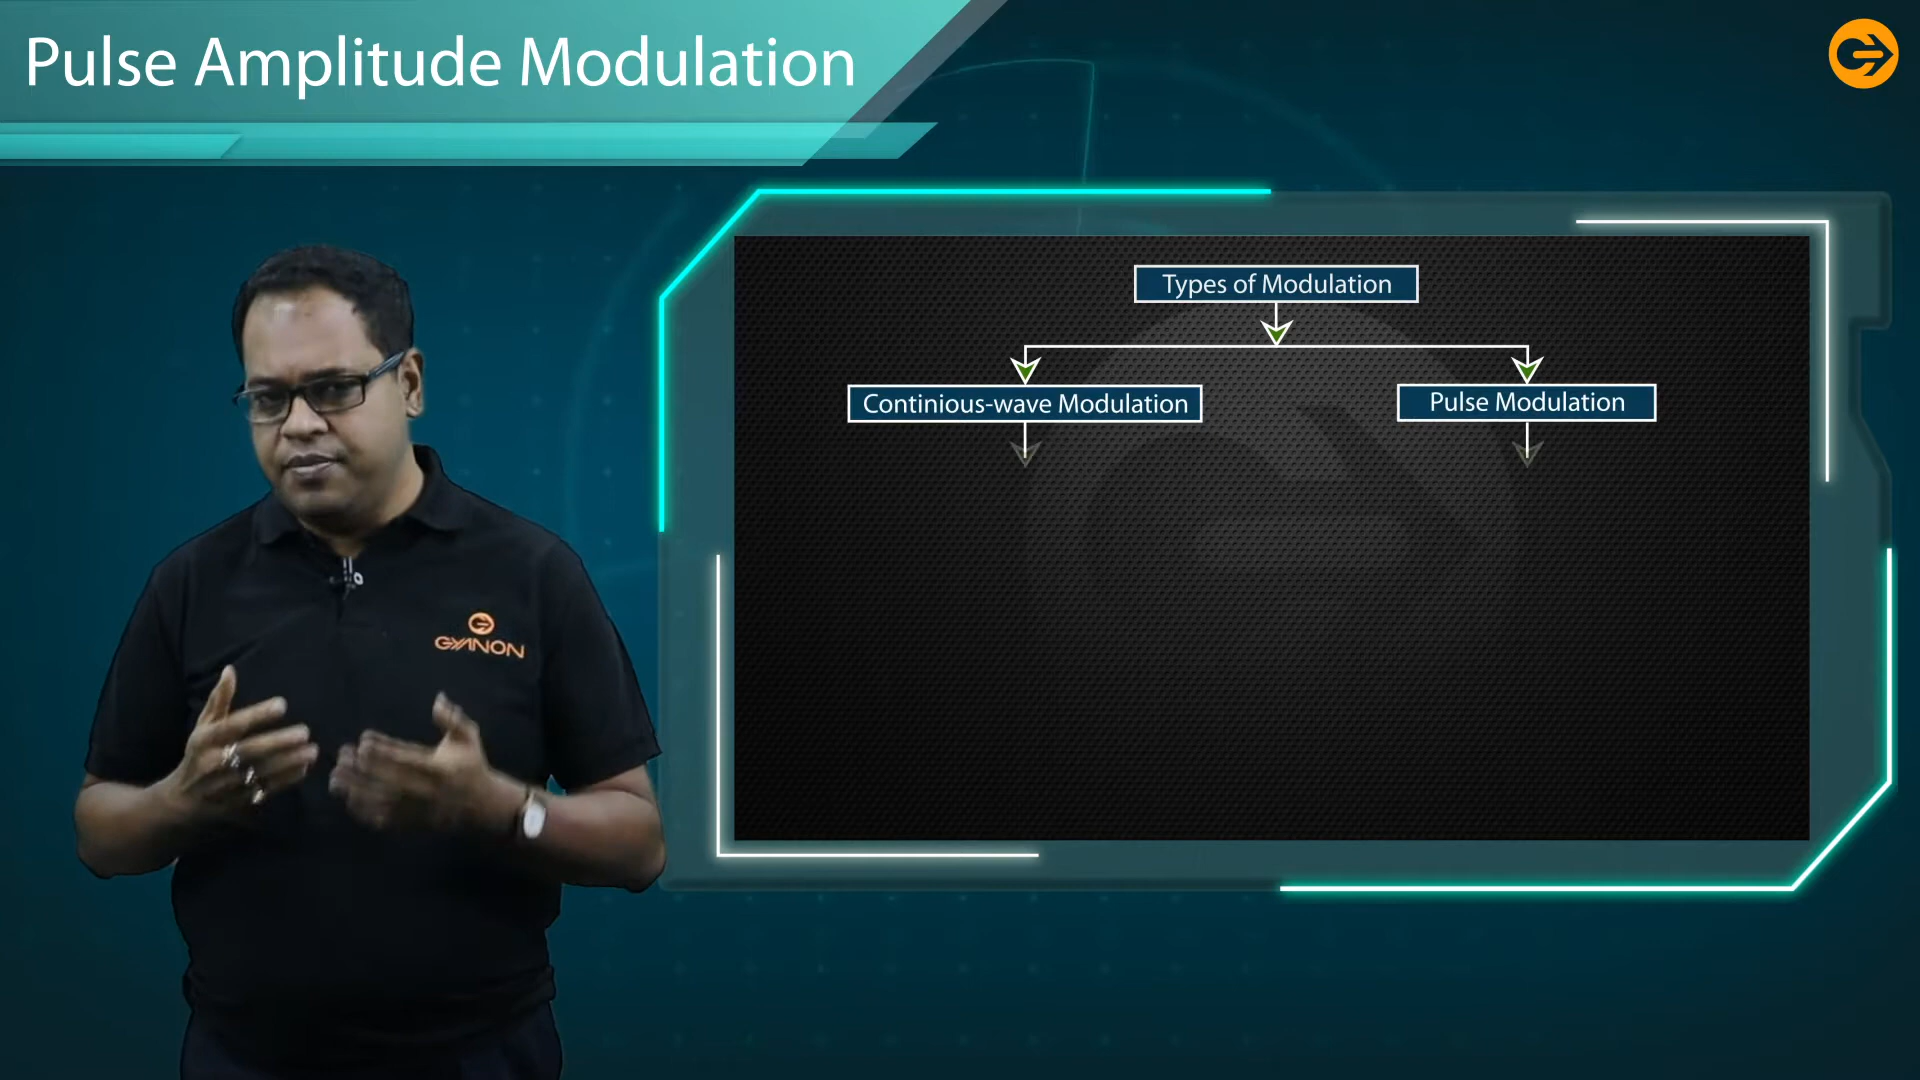 Pulse Amplitude Modulation
Types of Modulation
Continious-wave Modulation
Pulse Modulation
GYANON